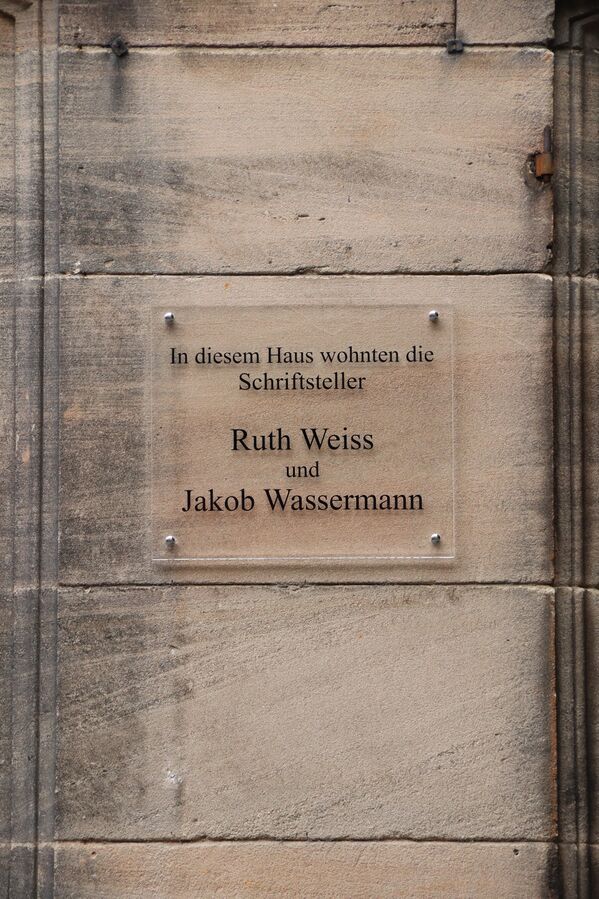 In diesem Haus wohnten die
Schriftsteller
Ruth Weiss
und
Jakob Wassermann